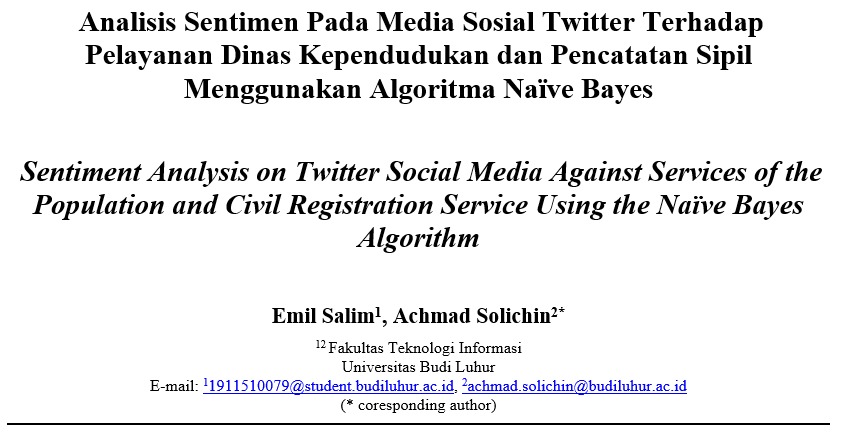 Analisis Sentimen Pada Media Sosial Twitter Terhadap
Pelayanan Dinas Kependudukan dan Pencatatan Sipil
Menggunakan Algoritma Naïve Bayes
Sentiment Analysis on Twitter Social Media Against Services of the
Population and Civil Registration Service Using the Naïve Bayes
Algorithm
Emil Salim¹, Achmad Solichin²*
¹² Fakultas Teknologi Informasi
Universitas Budi Luhur
E-mail: ¹1911510079@student.budiluhur.ac.id, ²achmad.solichin@budiluhur.ac.id
(* coresponding author)